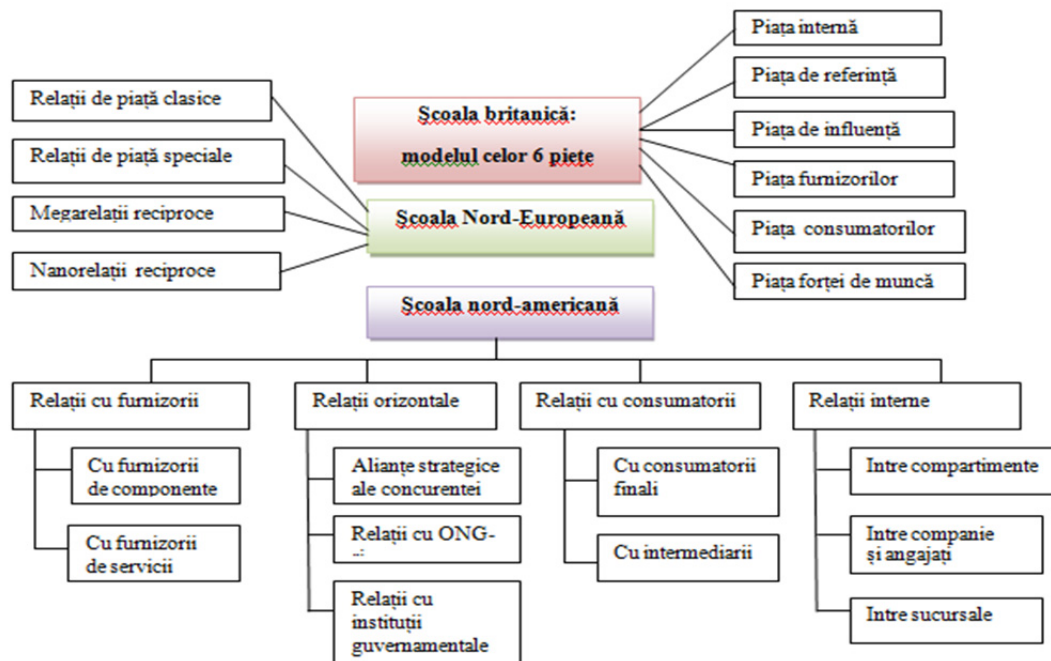 Relații de piață clasice
Relații de piață speciale
Megarelații reciproce
Nanorelații reciproce
Școala britanică:
modelul celor 6 piețe
Școala Nord-Europeană
Piața internă
Piața de referință
Piața de influență
Piața furnizorilor
Piața consumatorilor
Piața forței de muncă
Școala nord-americană
Relații cu furnizorii
Cu furnizorii
de componente
Cu furnizorii
de servicii
Relații orizontale
Alianțe strategice
ale concurenței
Relații cu ONG-
Relații cu
instituții
guvernamentale
Relații cu consumatorii
Cu consumatorii
finali
Cu intermediarii
Relații interne
Intre compartimente
Intre companie
și angajați
Intre sucursale